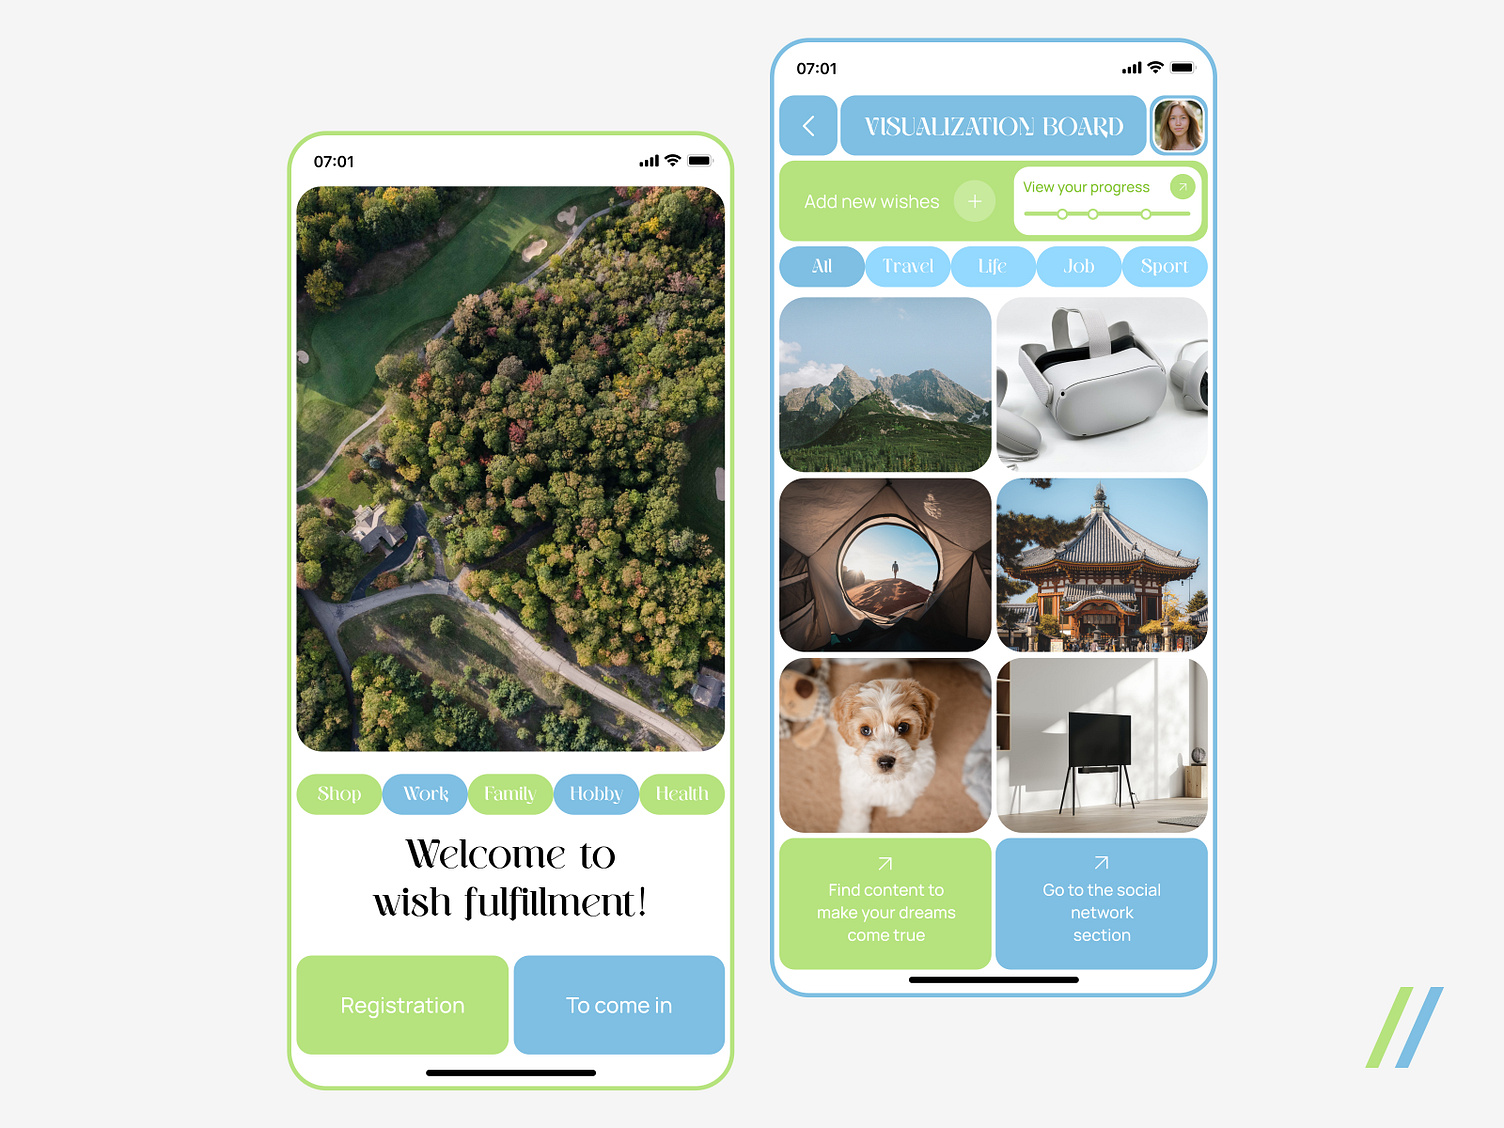 07:01
Shop Work Family Hobby Health
Welcome to
wish fulfillment!
Registration
To come in
07:01
VISUALIZATION BOARD
Add new wishes
View your progress
All Travel Life Job Sport
Find content to
make your dreams
come true
Go to the social
network
section